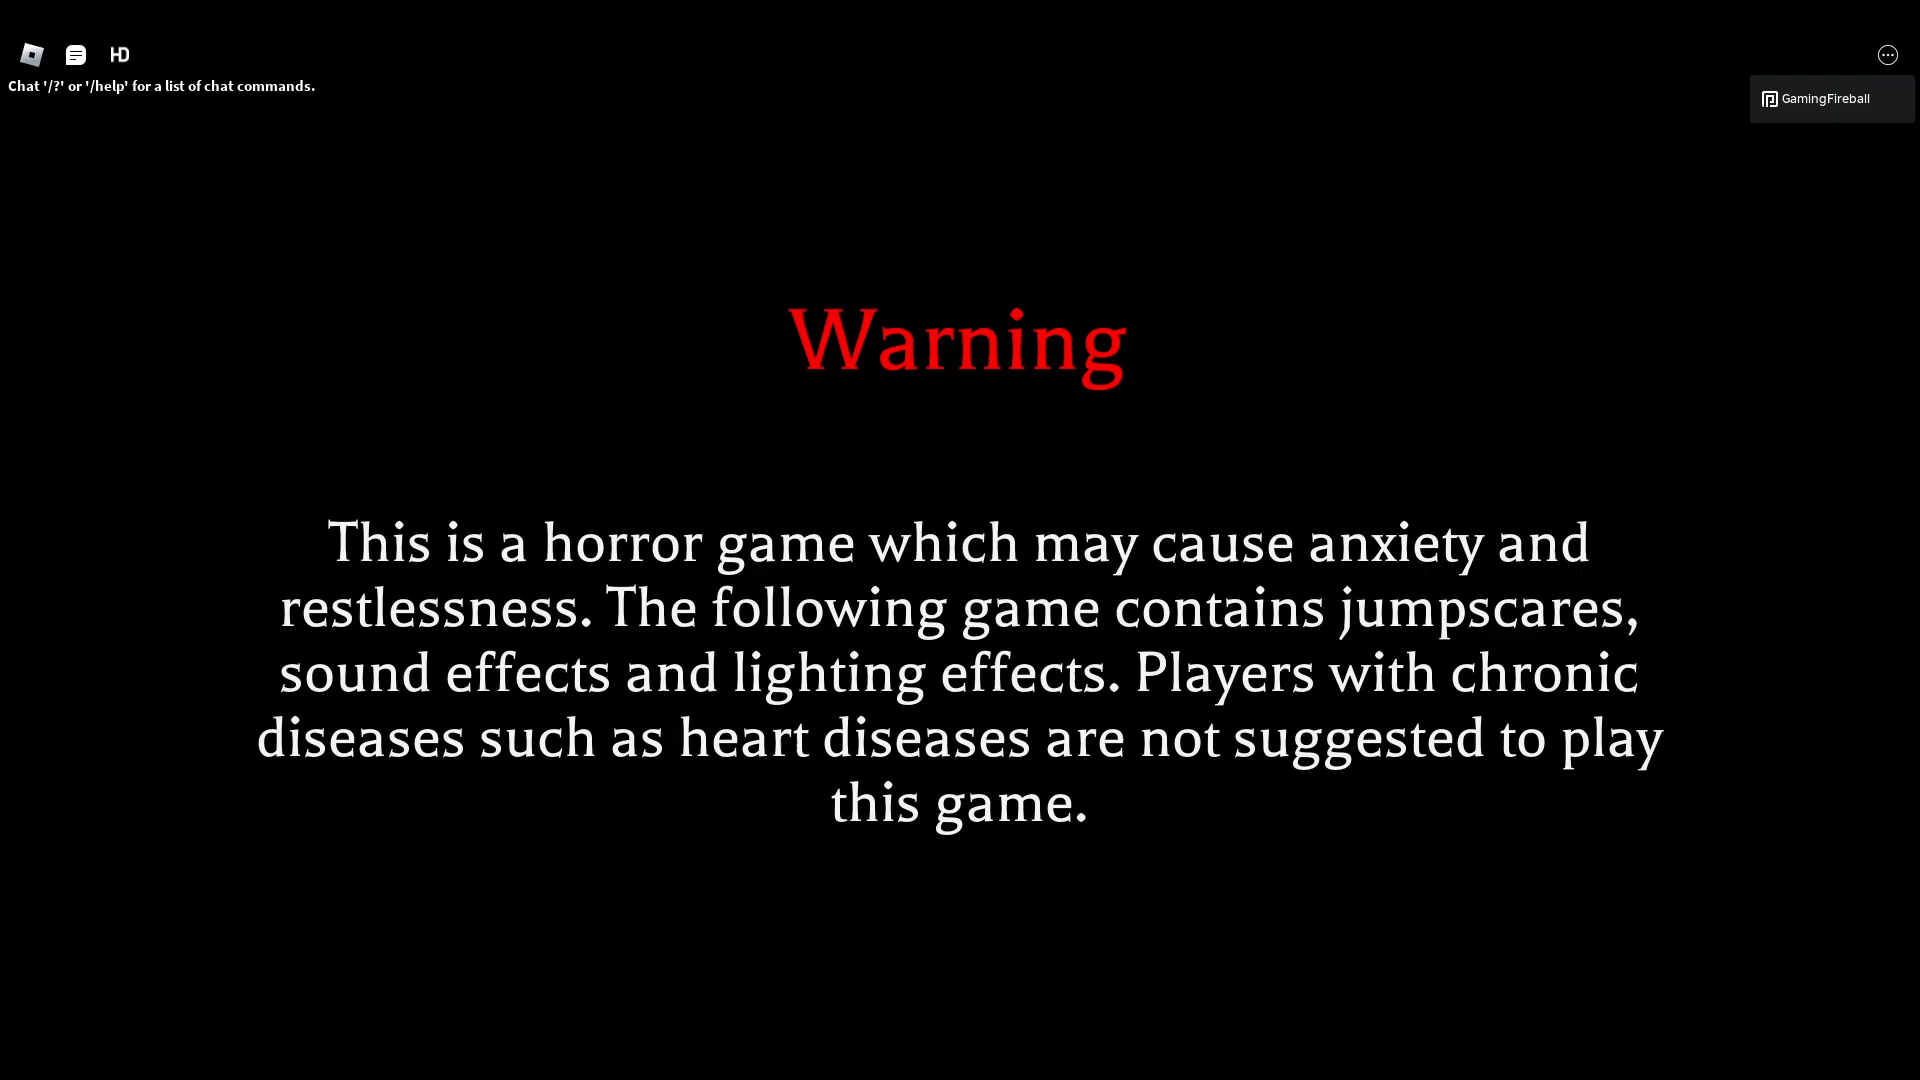 HD
Chat '/?' or '/help' for a list of chat commands.
GamingFireball
Warning
This is a horror game which may cause anxiety and
restlessness. The following game contains jumpscares,
sound effects and lighting effects. Players with chronic
diseases such as heart diseases are not suggested to play
this game.